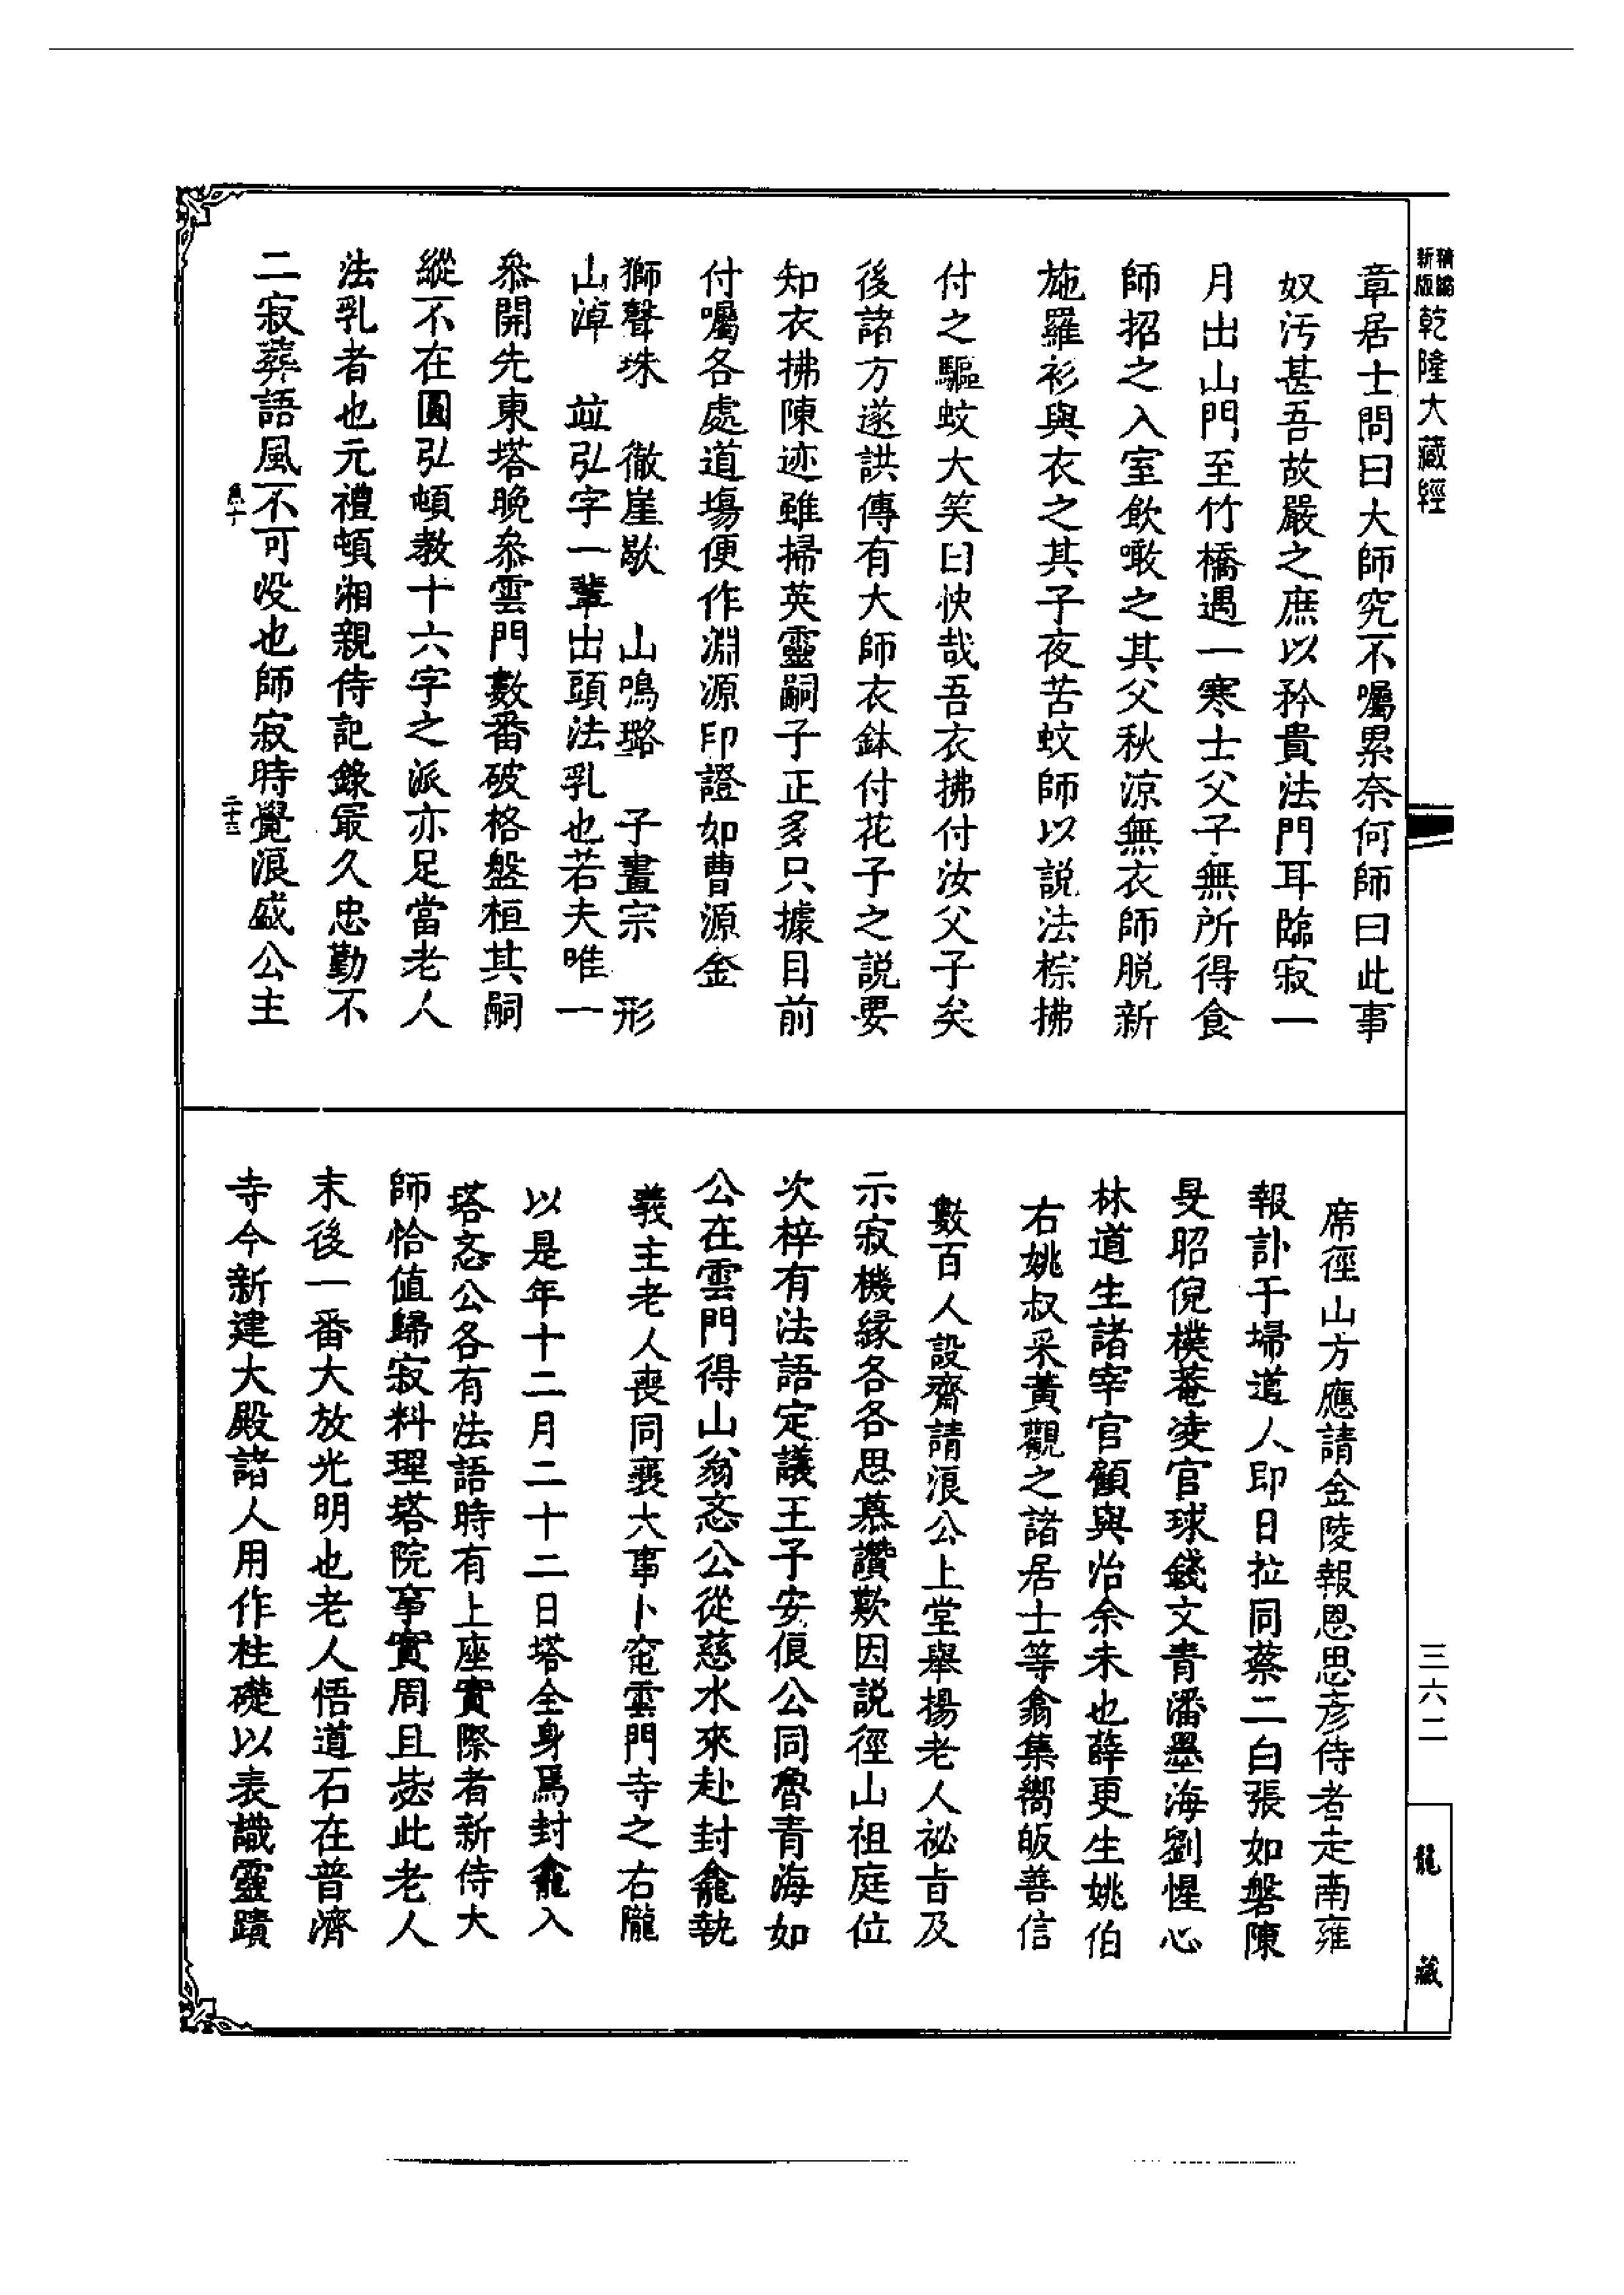 新編縮版乾隆大藏經
章居士問曰大師究不囑累奈何師曰此事
奴汚甚吾故嚴之庶以矜貴法門耳臨寂一
月出山門至竹橋遇一寒士父子無所得食
師招之入室飲噉之其父秋涼無衣師脫新
施羅衫與衣之其子夜苦蚊師以說法棕拂
付之驅蚊大笑曰快哉吾衣拂付汝父子矣
後諸方遂訌傳有大師衣鉢付花子之說要
知衣拂陳迹雖掃英靈嗣子正多只據目前
付囑各處道塲便作淵源印證如曹源金
獅聲珠 徹崖歇 山鳴璐 子晝宗 形
山淖 竝弘字一輩出頭法乳也若夫唯一
叅開先東塔晚叅雲門數番破格盤桓其嗣
縱不在圓弘頓教十六字之派亦足當老人
法乳者也元禮頓湘親侍記錄冣久忠勤不
二寂葬語風不可没也師寂時覺浪盛公主
魚十
二十三
席徑山方應請金陵報恩思彦侍者走南雍
報訃于埽道人卽日拉同蔡二白張如磐陳
旻昭倪樸菴凌官球錢文青潘墨海劉惺心
林道生諸宰官顧與治余未也薛更生姚伯
右姚叔采黃觀之諸居士等翕集嚮皈善信
數百人設齋請浪公上堂舉揚老人祕旨及
示寂機緣各各思慕讚歎因說徑山祖庭位
次梓有法語定議王子安俍公同魯青海如
公在雲門得山翁忞公從慈水來赴封龕執
義主老人喪同襄大事卜窀雲門寺之右隴
以是年十二月二十二日塔全身焉封龕入
塔忞公各有法語時有上座實際者新侍大
師恰值歸寂料理塔院事實周且毖此老人
末後一番大放光明也老人悟道石在普濟
寺今新建大殿諸人用作柱礎以表識靈蹟
三六二
龍藏